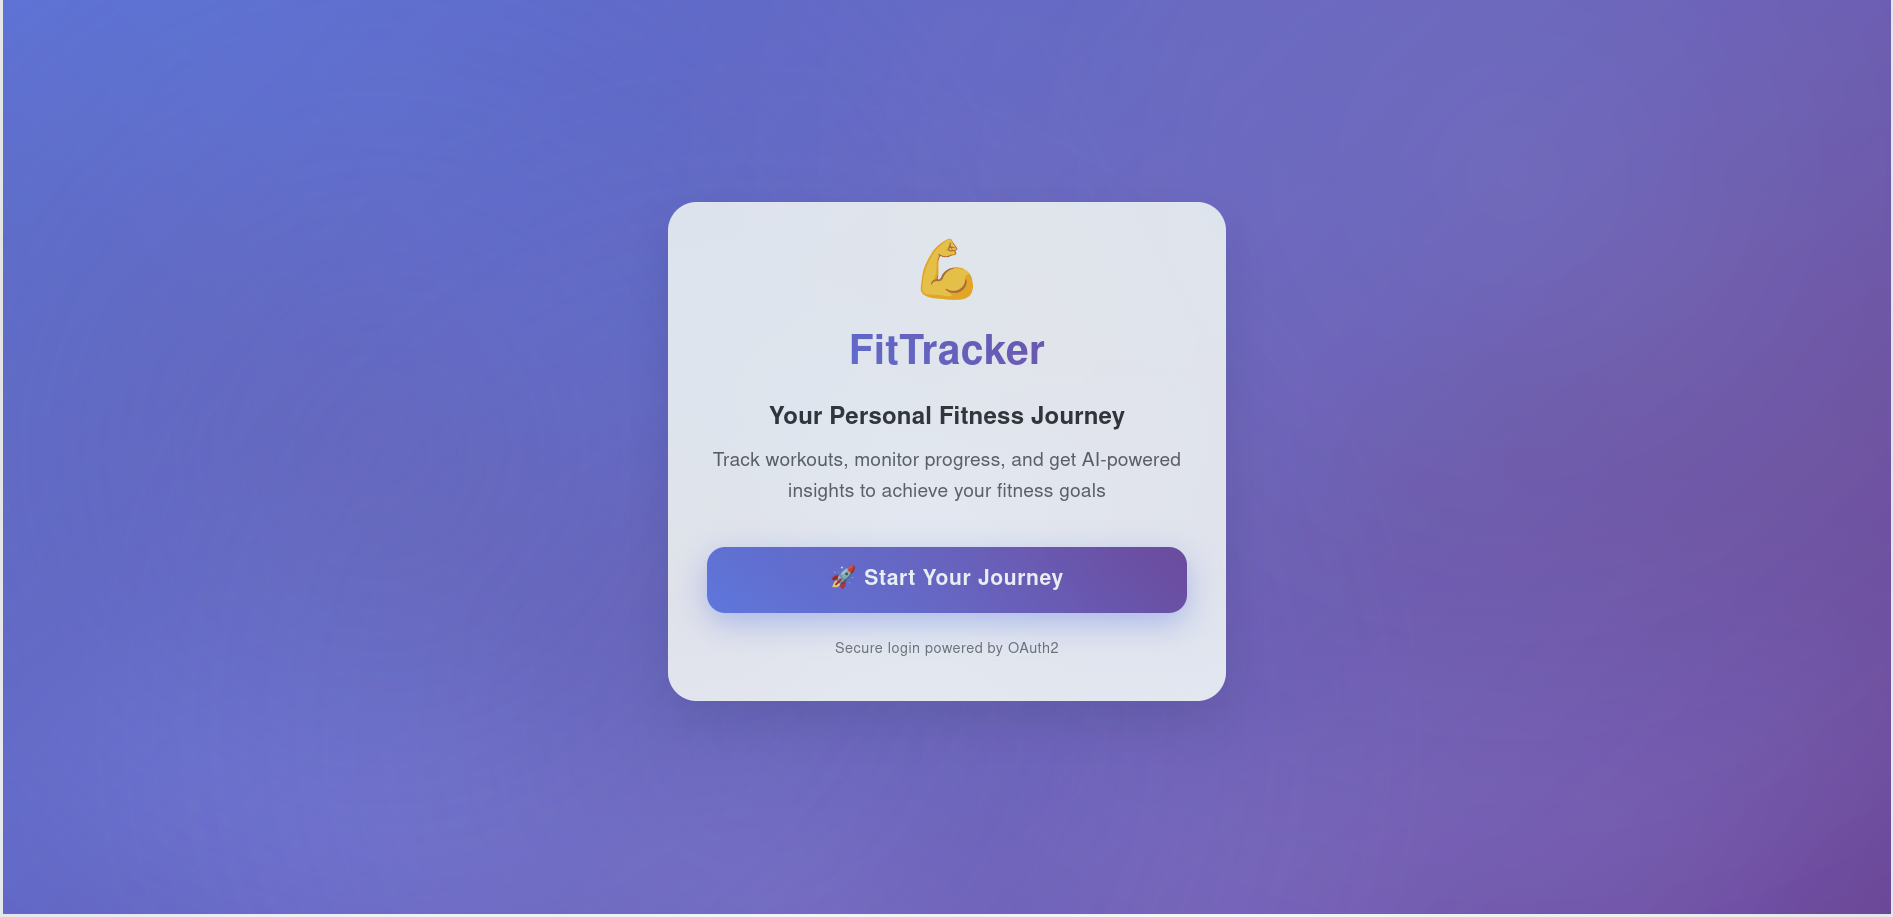 FitTracker
Your Personal Fitness Journey
Track workouts, monitor progress, and get AI-powered
insights to achieve your fitness goals
🚀 Start Your Journey
Secure login powered by OAuth2